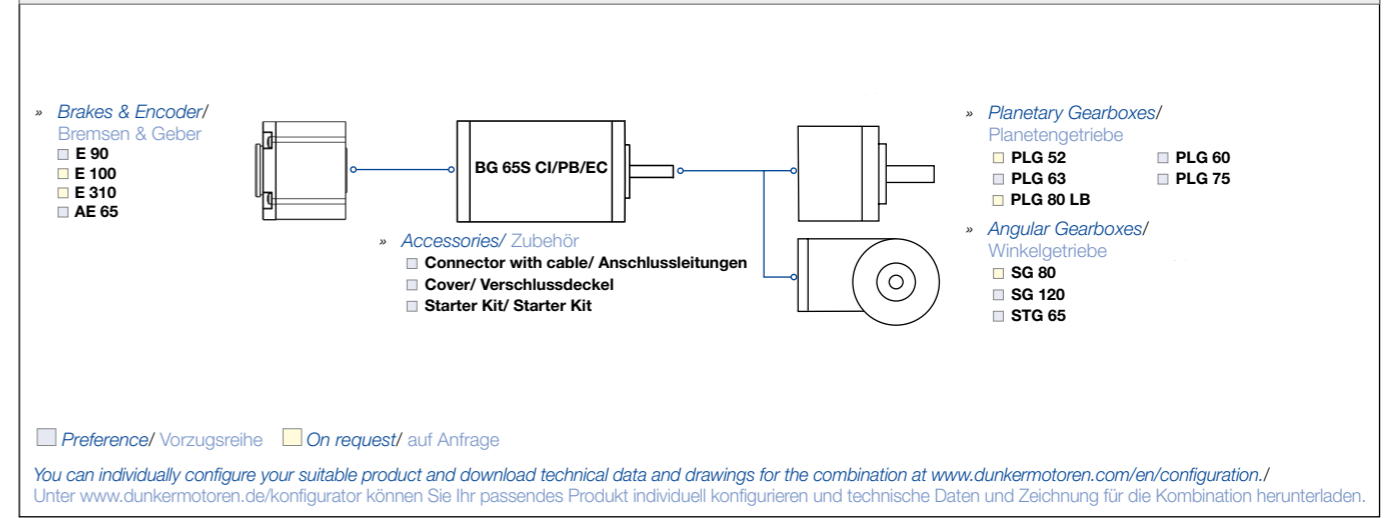 » Brakes & Encoder/
Bremsen & Geber
E 90
E 100
E 310
AE 65
BG 65S CI/PB/EC
» Accessories/ Zubehör
Connector with cable/ Anschlussleitungen
Cover/ Verschlussdeckel
Starter Kit/ Starter Kit
» Planetary Gearboxes/
Planetengetriebe
PLG 52 PLG 60
PLG 63 PLG 75
PLG 80 LB
» Angular Gearboxes/
Winkelgetriebe
SG 80
SG 120
STG 65
Preference/ Vorzugsreihe On request/ auf Anfrage
You can individually configure your suitable product and download technical data and drawings for the combination at www.dunkermotoren.com/en/configuration./
Unter www.dunkermotoren.de/konfigurator können Sie Ihr passendes Produkt individuell konfigurieren und technische Daten und Zeichnung für die Kombination herunterladen.